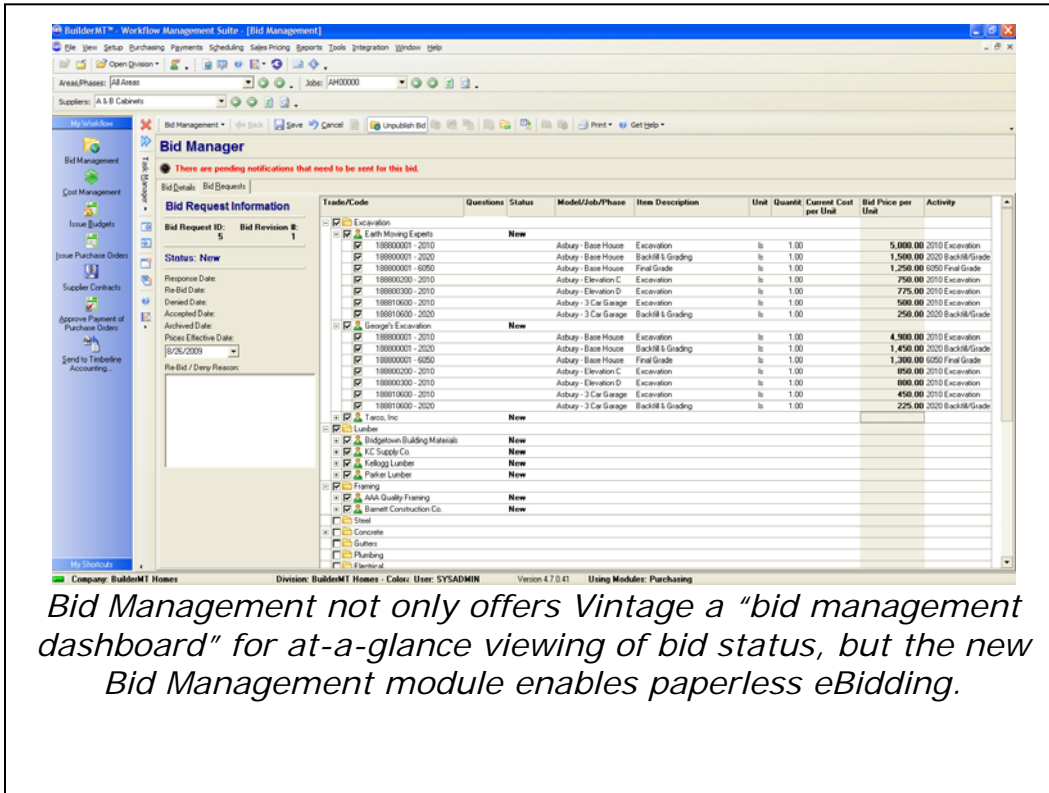 BuilderMT™ - Workflow Management Suite - [Bid Management]
File View Setup Purchasing Payments Scheduling Sales Pricing Reports Tools Integration Window Help
Open Division
Areas/Phases: All Areas Jobs: AH00000
Suppliers: A & B Cabinets
My Workflow
Bid Management
Cost Management
Issue Budgets
Issue Purchase Orders
Supplier Contracts
Approve Payment of
Purchase Orders
Send to Timberline
Accounting...
My Shortcuts
Task Manager
Bid Management Back Save Cancel Unpublish Bid Print Get Help
Bid Manager
There are pending notifications that need to be sent for this bid.
Bid Details Bid Requests
Bid Request Information
Bid Request ID: Bid Revision #:
5 1
Status: New
Response Date:
Re-Bid Date:
Denied Date:
Accepted Date:
Archived Date:
Prices Effective Date:
8/26/2009
Re-Bid / Deny Reason:
Trade/Code Questions Status Model/Job/Phase Item Description Unit Quantit Current Cost per Unit Bid Price per Unit Activity
Excavation
Earth Moving Experts New
188800001 - 2010 Asbury - Base House Excavation ls 1.00 5,000.00 2010 Excavation
188800001 - 2020 Asbury - Base House Backfill & Grading ls 1.00 1,500.00 2020 Backfill/Grade
188800001 - 6050 Asbury - Base House Final Grade ls 1.00 1,250.00 6050 Final Grade
188800200 - 2010 Asbury - Elevation C Excavation ls 1.00 750.00 2010 Excavation
188800300 - 2010 Asbury - Elevation D Excavation ls 1.00 775.00 2010 Excavation
188810600 - 2010 Asbury - 3 Car Garage Excavation ls 1.00 500.00 2010 Excavation
188810600 - 2020 Asbury - 3 Car Garage Backfill & Grading ls 1.00 250.00 2020 Backfill/Grade
George's Excavation New
188800001 - 2010 Asbury - Base House Excavation ls 1.00 4,900.00 2010 Excavation
188800001 - 2020 Asbury - Base House Backfill & Grading ls 1.00 1,450.00 2020 Backfill/Grade
188800001 - 6050 Asbury - Base House Final Grade ls 1.00 1,300.00 6050 Final Grade
188800200 - 2010 Asbury - Elevation C Excavation ls 1.00 850.00 2010 Excavation
188800300 - 2010 Asbury - Elevation D Excavation ls 1.00 800.00 2010 Excavation
188810600 - 2010 Asbury - 3 Car Garage Excavation ls 1.00 450.00 2010 Excavation
188810600 - 2020 Asbury - 3 Car Garage Backfill & Grading ls 1.00 225.00 2020 Backfill/Grade
Tarco, Inc New
Lumber
Bridgetown Building Materials New
KC Supply Co. New
Kellogg Lumber New
Parker Lumber New
Framing
AAA Quality Framing New
Barnett Construction Co. New
Steel
Concrete
Gutters
Plumbing
Electrical
Company: BuilderMT Homes Division: BuilderMT Homes - Colora User: SYSADMIN Version 4.7.0.41 Using Modules: Purchasing
Bid Management not only offers Vintage a “bid management
dashboard” for at-a-glance viewing of bid status, but the new
Bid Management module enables paperless eBidding.